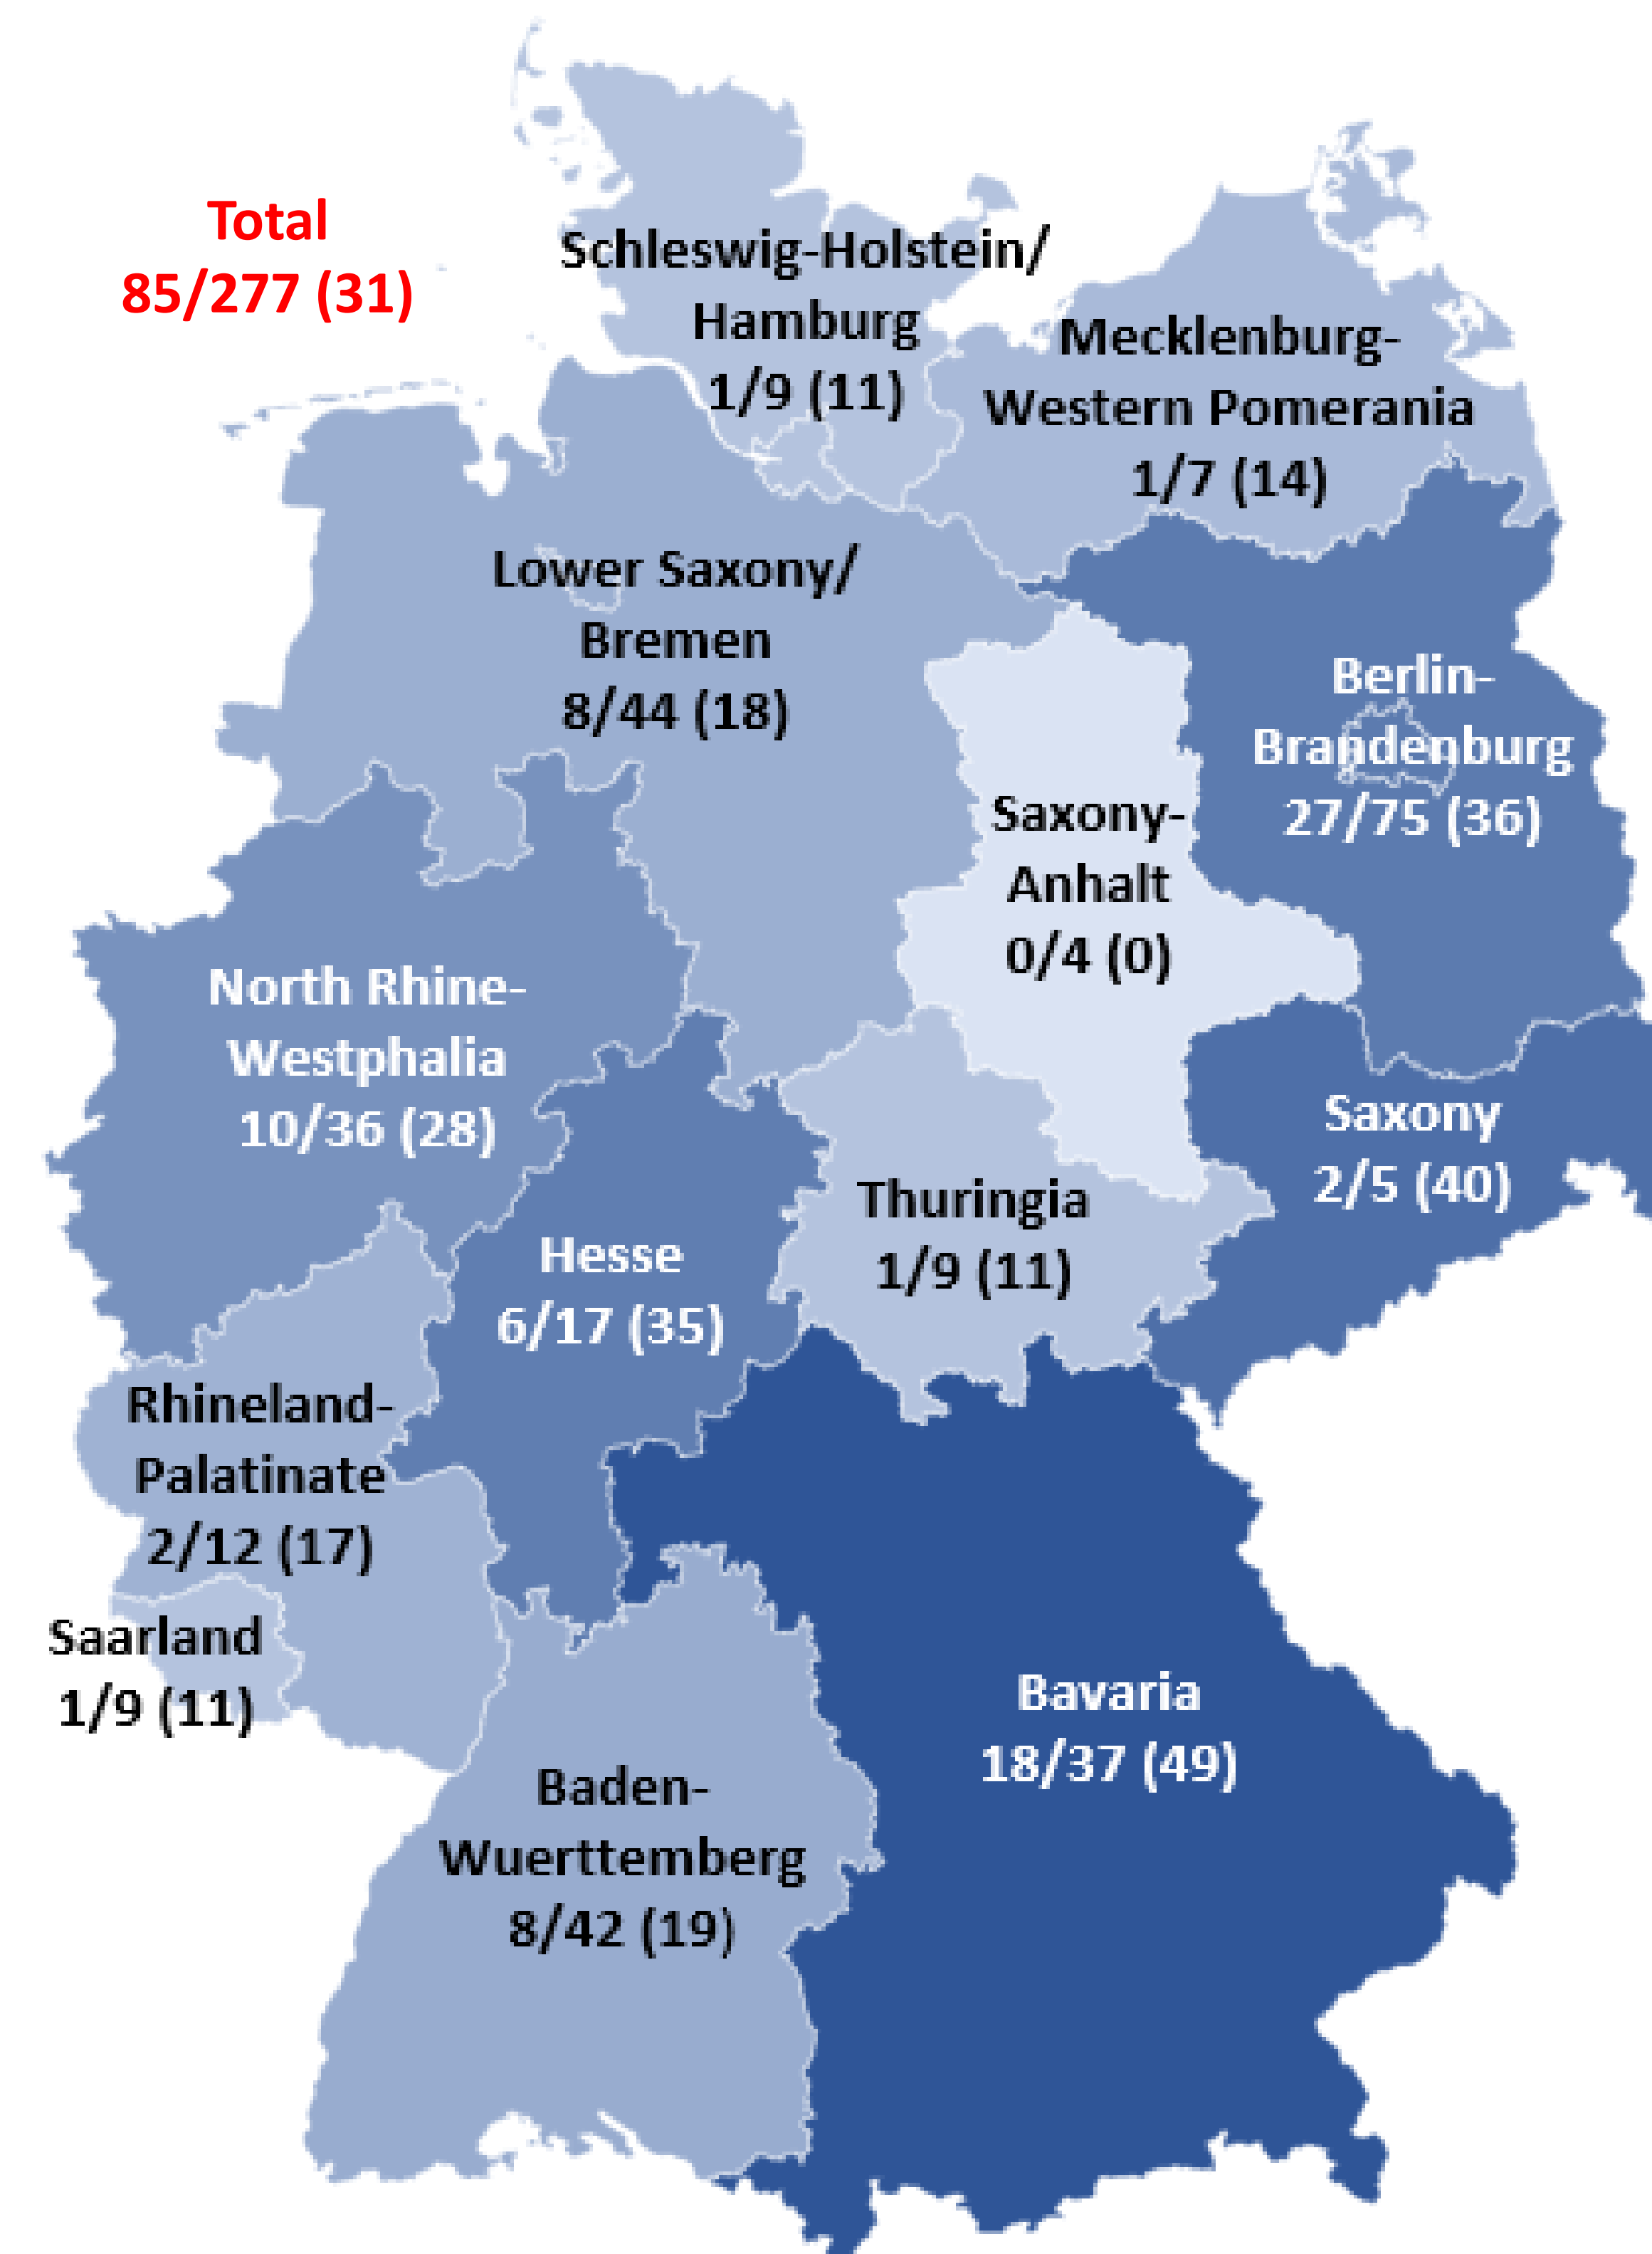 Total
85/277 (31)
Schleswig-Holstein/
Hamburg
1/9 (11)
Mecklenburg-
Western Pomerania
1/7 (14)
Lower Saxony/
Bremen
8/44 (18)
Berlin-
Brandenburg
27/75 (36)
Saxony-
Anhalt
0/4 (0)
North Rhine-
Westphalia
10/36 (28)
Saxony
2/5 (40)
Thuringia
1/9 (11)
Hesse
6/17 (35)
Rhineland-
Palatinate
2/12 (17)
Saarland
1/9 (11)
Bavaria
18/37 (49)
Baden-
Wuerttemberg
8/42 (19)